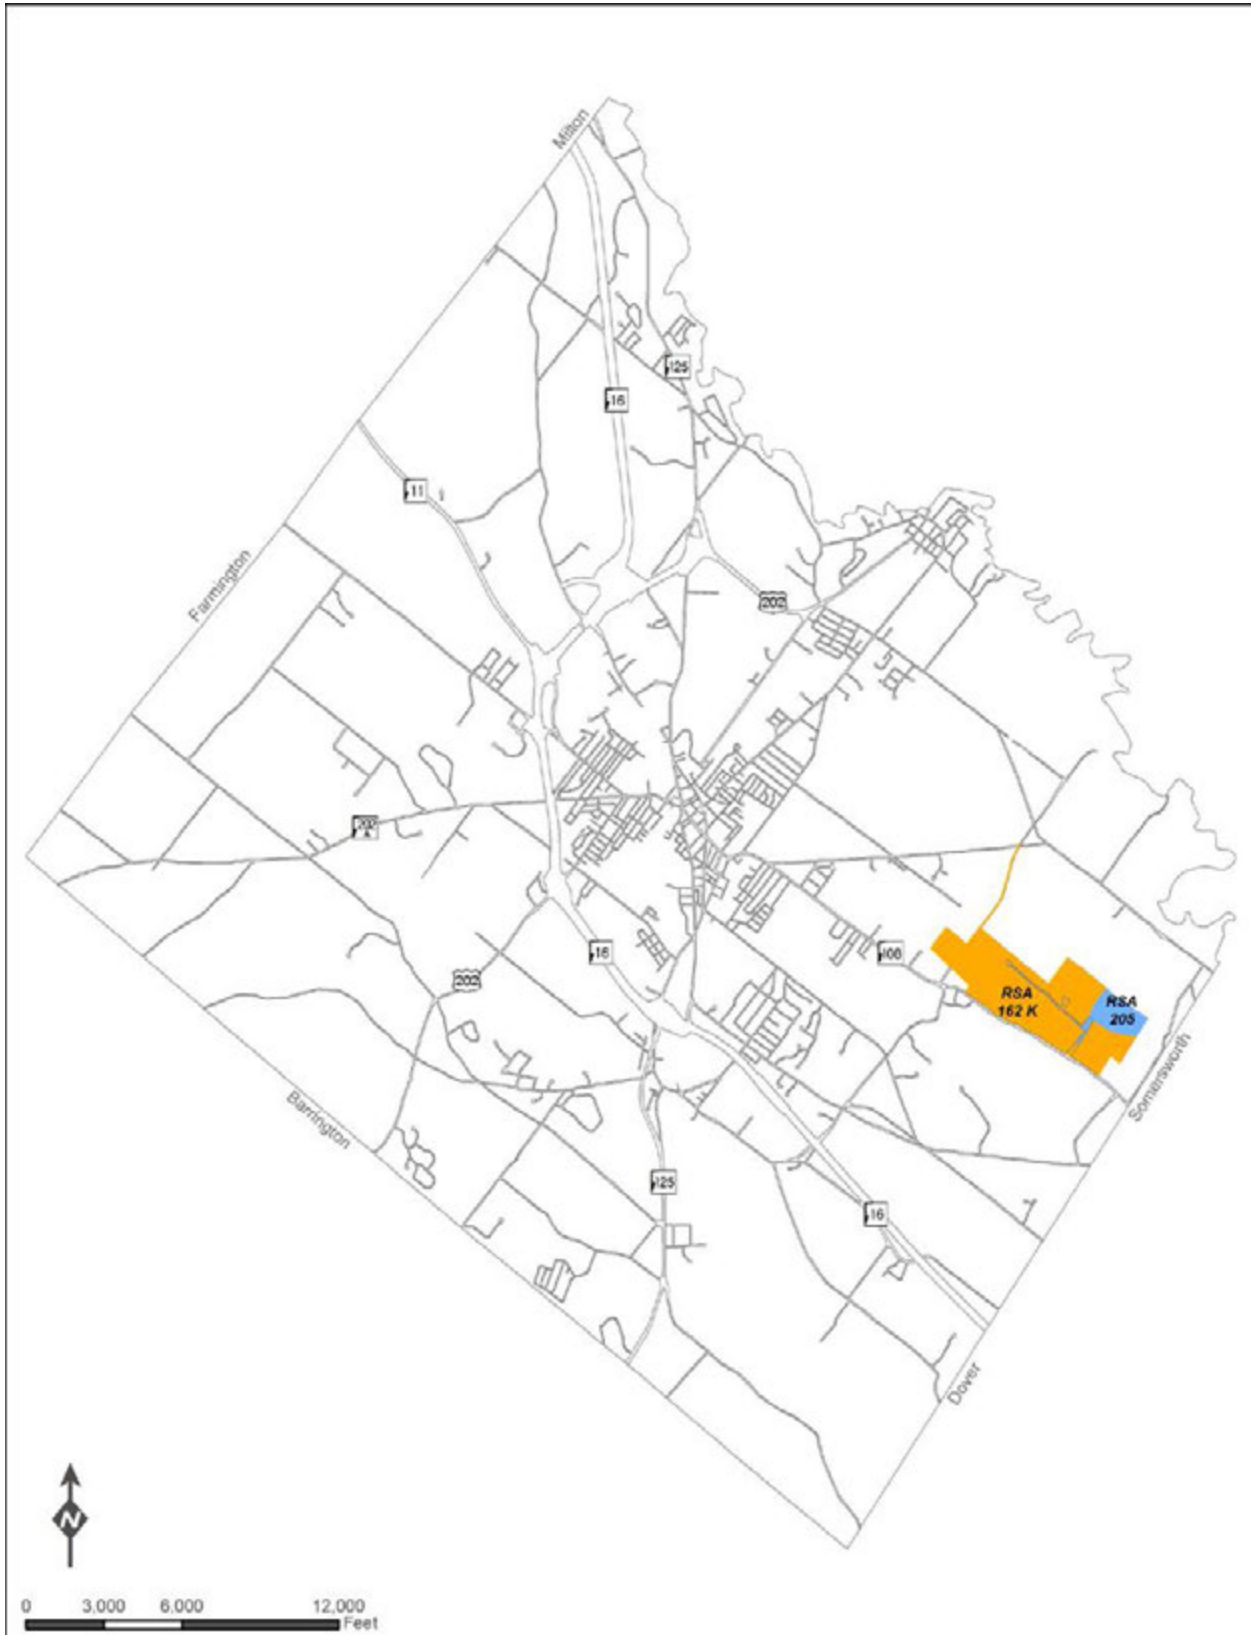 Milton
125
16
11
Farmington
202
202
A
108
16
202
RSA
162 K
RSA
205
Somersworth
Barrington
125
16
Dover
N
0 3,000 6,000 12,000
Feet